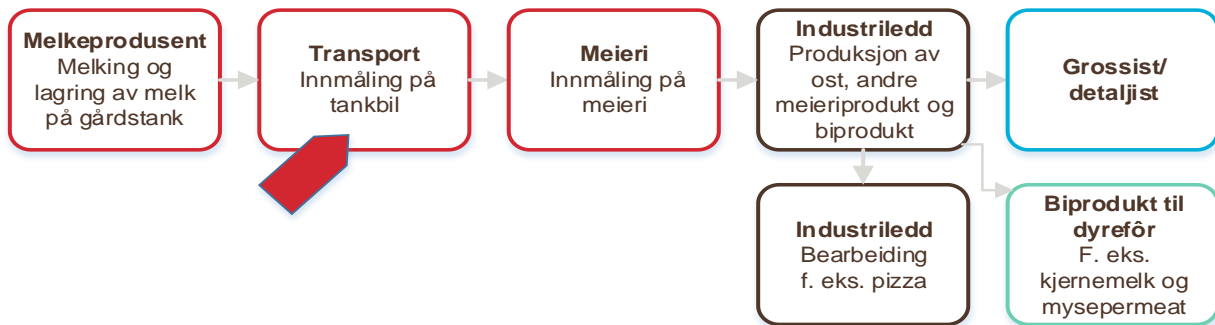 Melkeprodusent
Melking og
lagring av melk
på gårdstank
Transport
Innmåling på
tankbil
Meieri
Innmåling på
meieri
Industriledd
Produksjon av
ost, andre
meieriprodukt og
biprodukt
Grossist/
detaljist
Industriledd
Bearbeiding
f. eks. pizza
Biprodukt til
dyrefôr
F. eks.
kjernemelk og
mysepermeat